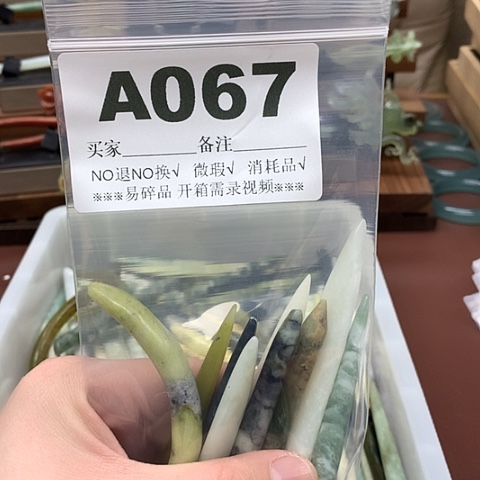 A067
买家________备注________
NO退NO换√ 微瑕√ 消耗品√
※※※易碎品 开箱需录视频※※※